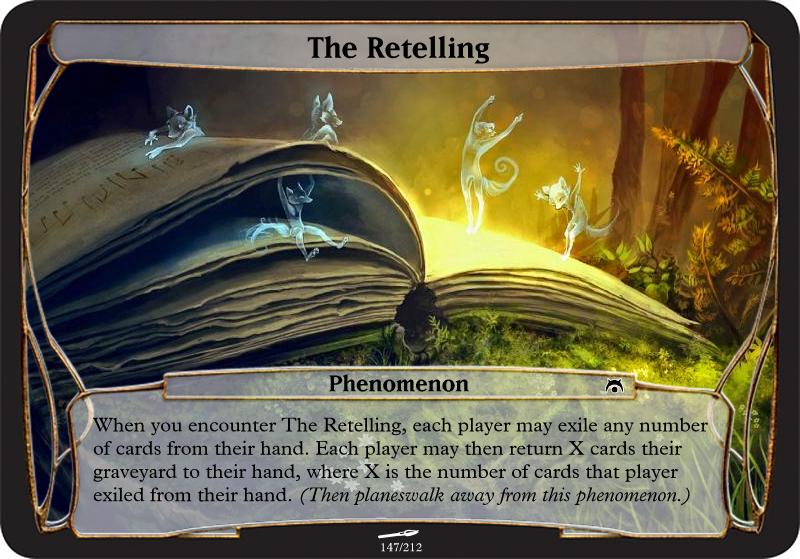 The Retelling
Phenomenon
When you encounter The Retelling, each player may exile any number
of cards from their hand. Each player may then return X cards their
graveyard to their hand, where X is the number of cards that player
exiled from their hand. (Then planeswalk away from this phenomenon.)
147/212